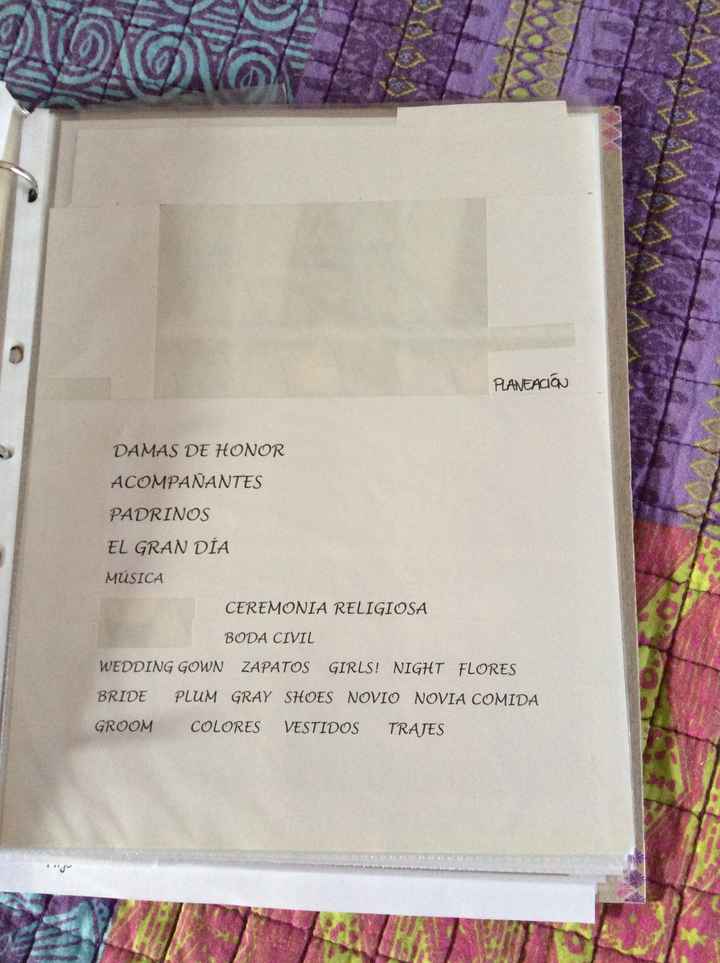 PLANEACIÓN
DAMAS DE HONOR
ACOMPAÑANTES
PADRINOS
EL GRAN DÍA
MÚSICA
CEREMONIA RELIGIOSA
BODA CIVIL
WEDDING GOWN ZAPATOS GIRLS! NIGHT FLORES
BRIDE PLUM GRAY SHOES NOVIO NOVIA COMIDA
GROOM COLORES VESTIDOS TRAJES